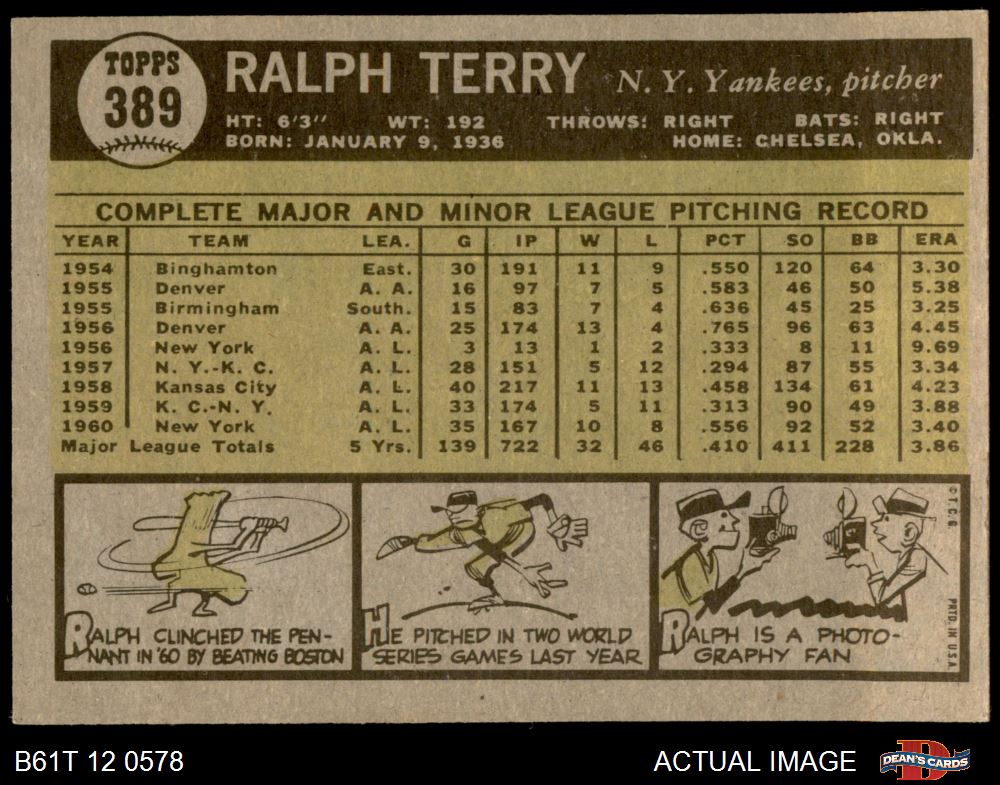 TOPPS
389
RALPH TERRY N. Y. Yankees, pitcher
HT: 6'3" WT: 192 THROWS: RIGHT BATS: RIGHT
BORN: JANUARY 9, 1936 HOME: CHELSEA, OKLA.
COMPLETE MAJOR AND MINOR LEAGUE PITCHING RECORD
YEAR TEAM LEA. G IP W L PCT SO BB ERA
1954 Binghamton East. 30 191 11 9 .550 120 64 3.30
1955 Denver A. A. 16 97 7 5 .583 46 50 5.38
1955 Birmingham South. 15 83 7 4 .636 45 25 3.25
1956 Denver A. A. 25 174 13 4 .765 96 63 4.45
1956 New York A. L. 3 13 1 2 .333 8 11 9.69
1957 N. Y.-K. C. A. L. 28 151 5 12 .294 87 55 3.34
1958 Kansas City A. L. 40 217 11 13 .458 134 61 4.23
1959 K. C.-N. Y. A. L. 33 174 5 11 .313 90 49 3.88
1960 New York A. L. 35 167 10 8 .556 92 52 3.40
Major League Totals 5 Yrs. 139 722 32 46 .410 411 228 3.86
RALPH CLINCHED THE PEN-
NANT IN '60 BY BEATING BOSTON
HE PITCHED IN TWO WORLD
SERIES GAMES LAST YEAR
RALPH IS A PHOTO-
GRAPHY FAN
© T. C. G. PRTD. IN U.S.A.
B61T 12 0578 ACTUAL IMAGE
DEAN'S CARDS